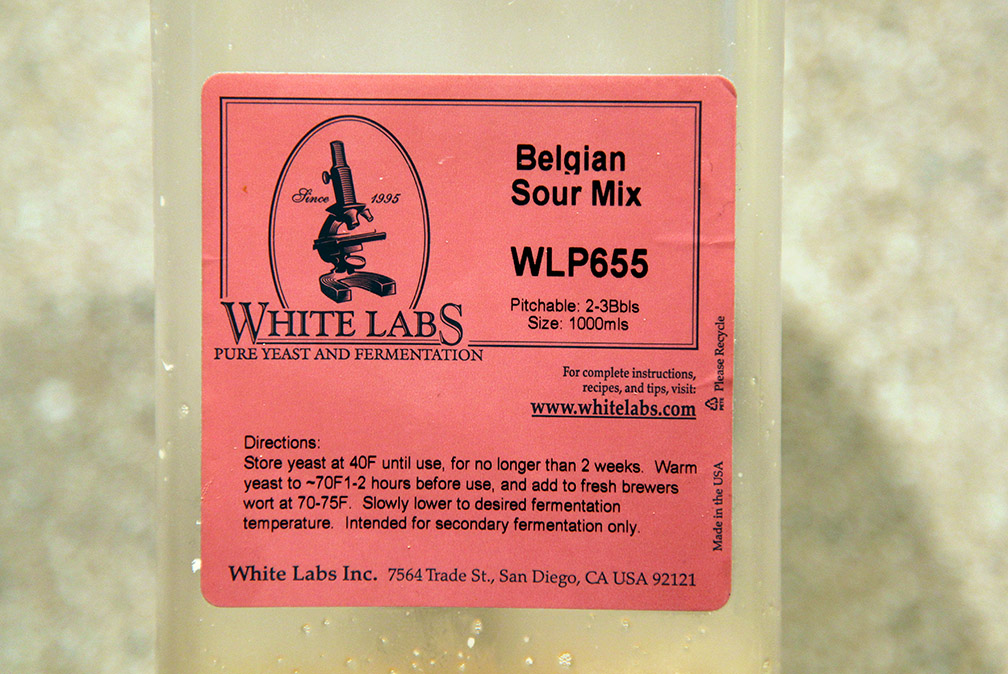 Since 1995
WHITE LABS
PURE YEAST AND FERMENTATION
Belgian
Sour Mix
WLP655
Pitchable: 2-3Bbls
Size: 1000mls
For complete instructions,
recipes, and tips, visit:
www.whitelabs.com
Please Recycle
PETE
Made in the USA
Directions:
Store yeast at 40F until use, for no longer than 2 weeks. Warm
yeast to ~70F1-2 hours before use, and add to fresh brewers
wort at 70-75F. Slowly lower to desired fermentation
temperature. Intended for secondary fermentation only.
White Labs Inc. 7564 Trade St., San Diego, CA USA 92121